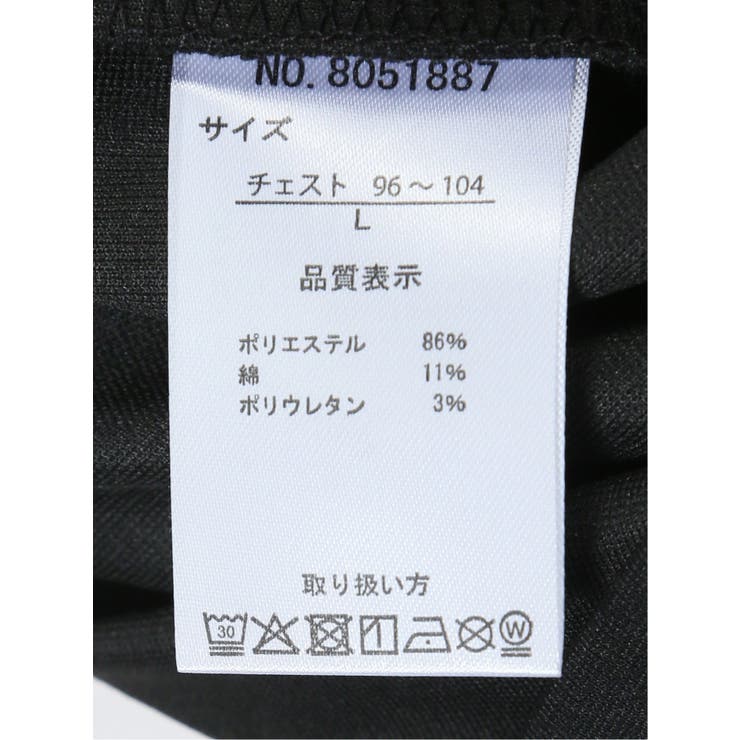 NO. 8051887
サイズ
チェスト 96～104
L
品質表示
ポリエステル 86%
綿 11%
ポリウレタン 3%
取り扱い方
30 W